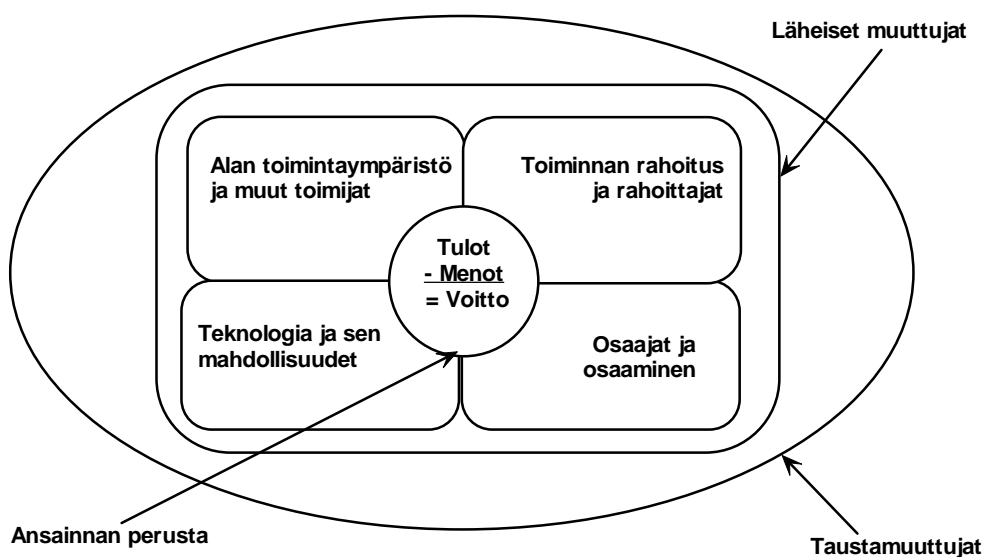 Läheiset muuttujat
Alan toimintaympäristö
ja muut toimijat
Toiminnan rahoitus
ja rahoittajat
Tulot
- Menot
= Voitto
Teknologia ja sen
mahdollisuudet
Osaajat ja
osaaminen
Ansainnan perusta
Taustamuuttujat